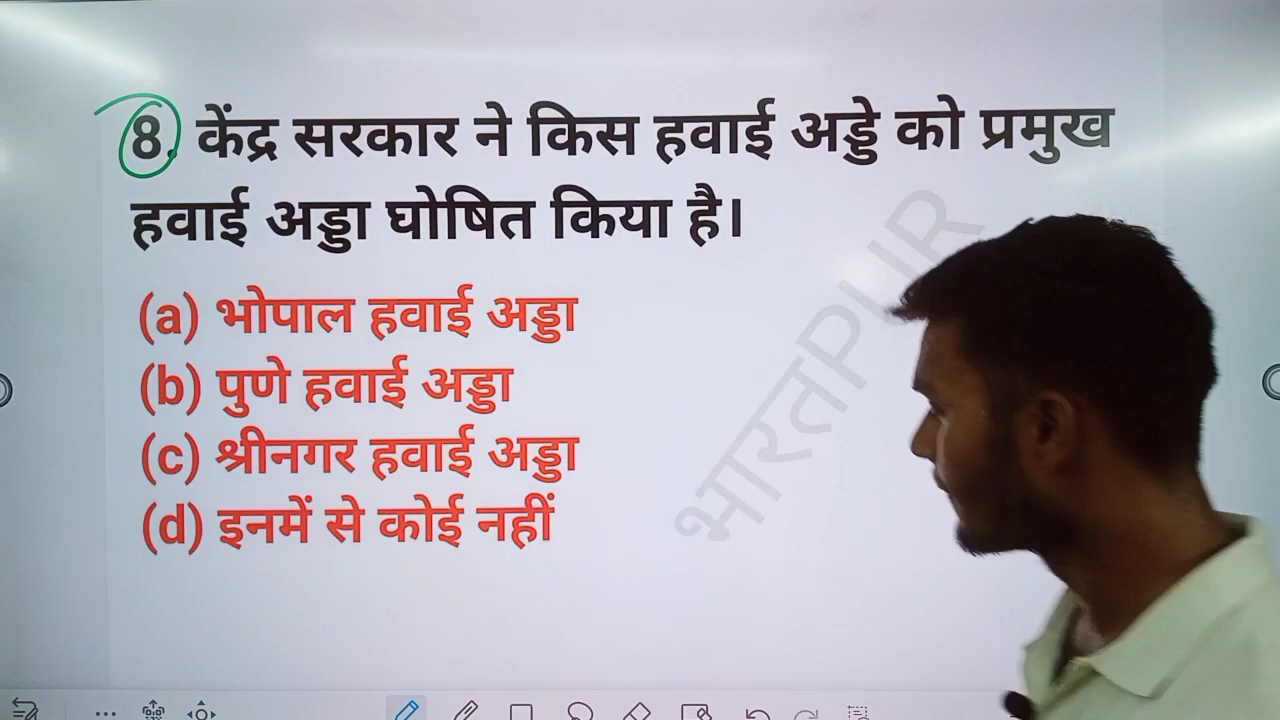 8. केंद्र सरकार ने किस हवाई अड्डे को प्रमुख
हवाई अड्डा घोषित किया है।
(a) भोपाल हवाई अड्डा
(b) पुणे हवाई अड्डा
(c) श्रीनगर हवाई अड्डा
(d) इनमें से कोई नहीं
भारतPUR